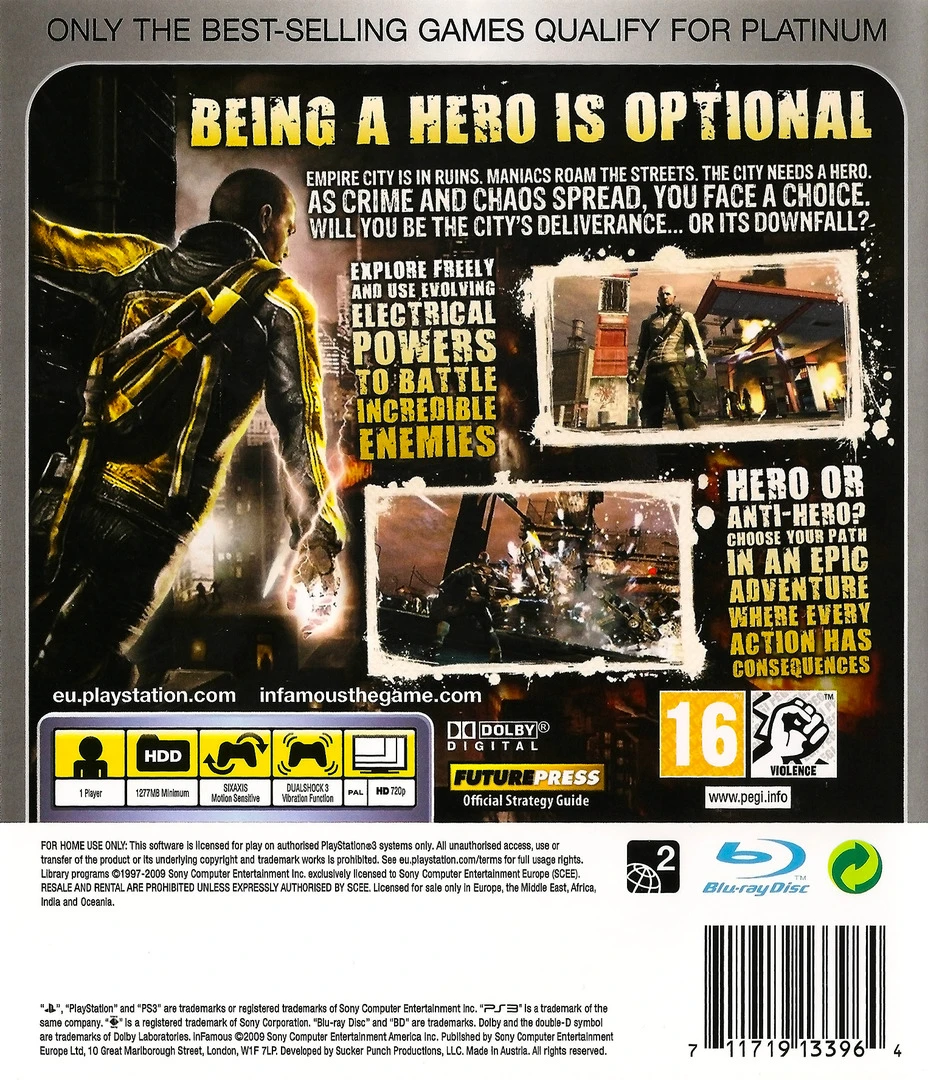 ONLY THE BEST-SELLING GAMES QUALIFY FOR PLATINUM
BEING A HERO IS OPTIONAL
EMPIRE CITY IS IN RUINS. MANIACS ROAM THE STREETS. THE CITY NEEDS A HERO.
AS CRIME AND CHAOS SPREAD, YOU FACE A CHOICE.
WILL YOU BE THE CITY'S DELIVERANCE... OR ITS DOWNFALL?
EXPLORE FREELY
AND USE EVOLVING
ELECTRICAL
POWERS
TO BATTLE
INCREDIBLE
ENEMIES
HERO OR
ANTI-HERO?
CHOOSE YOUR PATH
IN AN EPIC
ADVENTURE
WHERE EVERY
ACTION HAS
CONSEQUENCES
eu.playstation.com infamousthegame.com
HDD
1 Player
1277MB Minimum
SIXAXIS
Motion Sensitive
DUALSHOCK 3
Vibration Function
PAL HD 720p
DOLBY®
DIGITAL
FUTUREPRESS
Official Strategy Guide
16
VIOLENCE
TM
www.pegi.info
FOR HOME USE ONLY: This software is licensed for play on authorised PlayStation®3 systems only. All unauthorised access, use or
transfer of the product or its underlying copyright and trademark works is prohibited. See eu.playstation.com/terms for full usage rights.
Library programs ©1997-2009 Sony Computer Entertainment Inc. exclusively licensed to Sony Computer Entertainment Europe (SCEE).
RESALE AND RENTAL ARE PROHIBITED UNLESS EXPRESSLY AUTHORISED BY SCEE. Licensed for sale only in Europe, the Middle East, Africa,
India and Oceania.
2
Blu-ray Disc™
"", "PlayStation" and "PS3" are trademarks or registered trademarks of Sony Computer Entertainment Inc. "PS3" is a trademark of the
same company. "" is a registered trademark of Sony Corporation. "Blu-ray Disc" and "BD" are trademarks. Dolby and the double-D symbol
are trademarks of Dolby Laboratories. inFamous ©2009 Sony Computer Entertainment America Inc. Published by Sony Computer Entertainment
Europe Ltd, 10 Great Marlborough Street, London, W1F 7LP. Developed by Sucker Punch Productions, LLC. Made in Austria. All rights reserved.
7 11719 13396 4